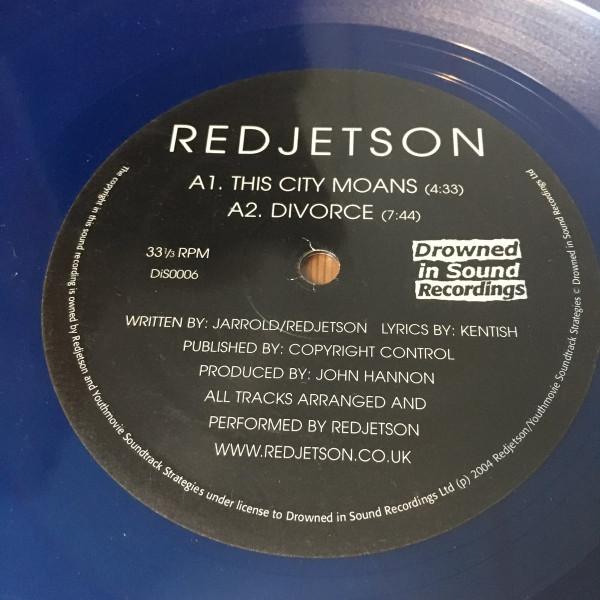 REDJETSON
A1. THIS CITY MOANS (4:33)
A2. DIVORCE (7:44)
33 1/3 RPM
DiS0006
Drowned
in Sound
Recordings
WRITTEN BY: JARROLD/REDJETSON LYRICS BY: KENTISH
PUBLISHED BY: COPYRIGHT CONTROL
PRODUCED BY: JOHN HANNON
ALL TRACKS ARRANGED AND
PERFORMED BY REDJETSON
WWW.REDJETSON.CO.UK
The copyright in this sound recording is owned by Redjetson and Youthmovie Soundtrack Strategies under license to Drowned in Sound Recordings Ltd (p) 2004 Redjetson/Youthmovie Soundtrack Strategies © Drowned in Sound Recordings Ltd